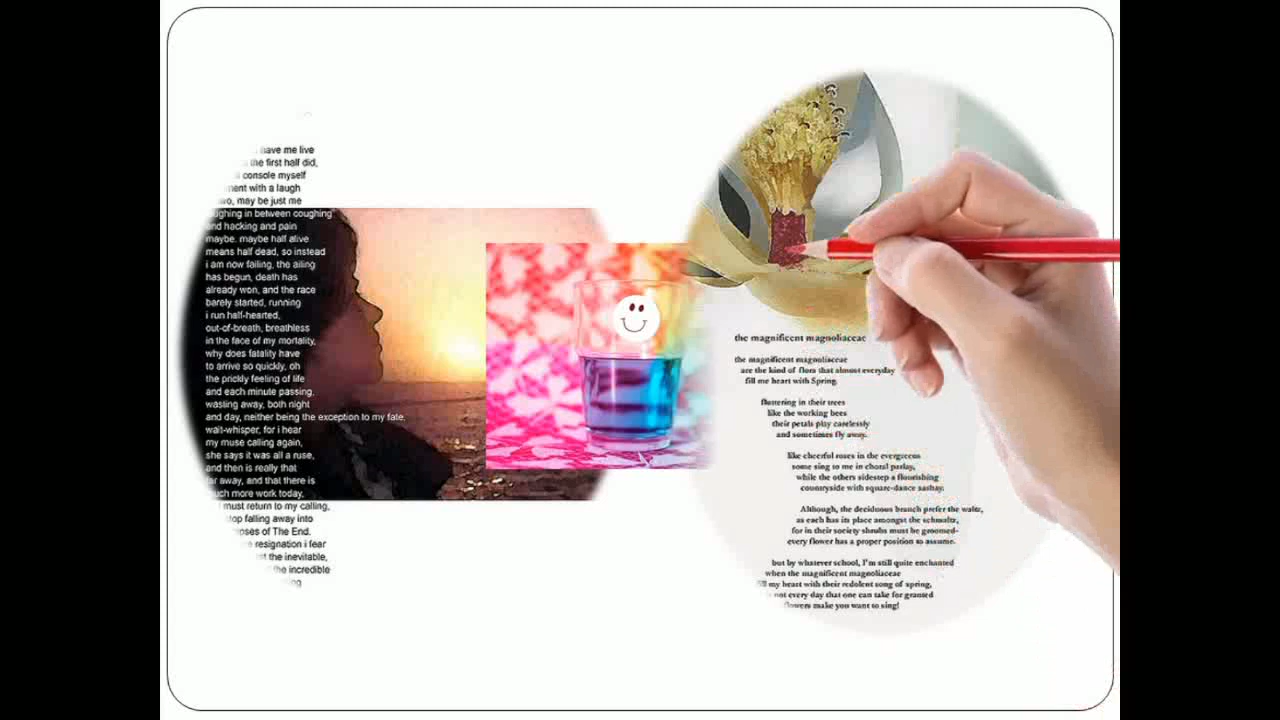 have me live
the first half did,
console myself
ment with a laugh
two, may be just me
ughing in between coughing
and hacking and pain
maybe. maybe half alive
means half dead, so instead
i am now failing, the ailing
has begun, death has
already won, and the race
barely started, running
i run half-hearted,
out-of-breath, breathless
in the face of my mortality,
why does fatality have
to arrive so quickly, oh
the prickly feeling of life
and each minute passing,
wasting away, both night
and day, neither being the exception to my fate.
wait-whisper, for i hear
my muse calling again,
she says it was all a ruse,
and then is really that
far away, and that there is
much more work today,
i must return to my calling,
stop falling away into
pses of The End.
resignation i fear
the inevitable,
the incredible
the magnificent magnoliaceae
the magnificent magnoliaceae
are the kind of flora that almost everyday
fill me heart with Spring.
fluttering in their trees
like the working bees
their petals play carelessly
and sometimes fly away.
like cheerful roses in the evergreens
some sing to me in choral parlay,
while the others sidestep a flourishing
countryside with square-dance sashay.
Although, the deciduous branch prefer the waltz,
as each has its place amongst the schmaltz,
for in their society shrubs must be groomed-
every flower has a proper position to assume.
but by whatever school, I'm still quite enchanted
when the magnificent magnoliaceae
fill my heart with their redolent song of spring,
not every day that one can take for granted
flowers make you want to sing!